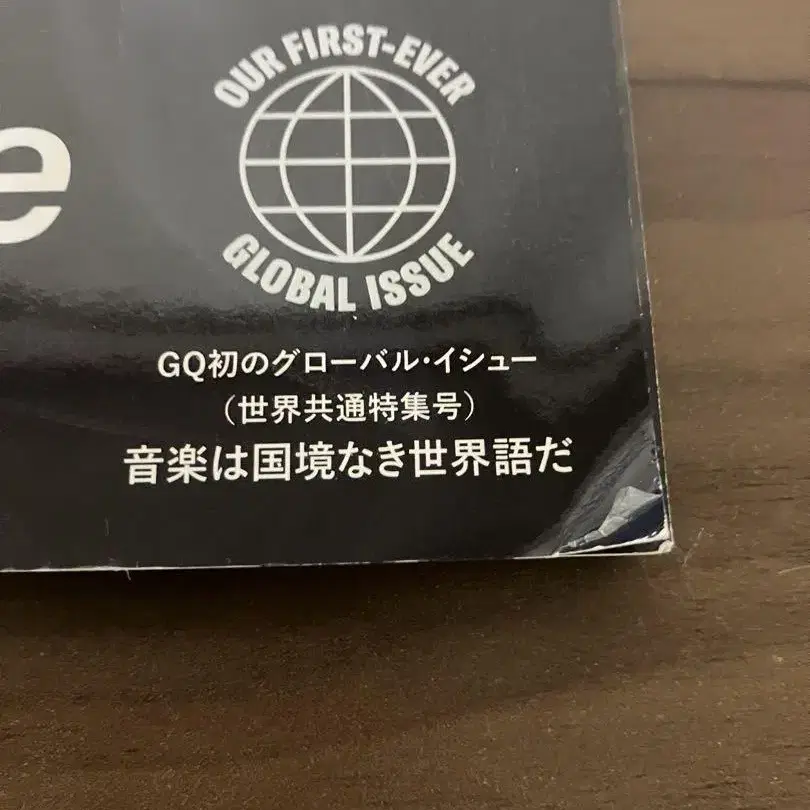 OUR FIRST-EVER
e
GLOBAL ISSUE
GQ初のグローバル・イシュー
(世界共通特集号)
音楽は国境なき世界語だ